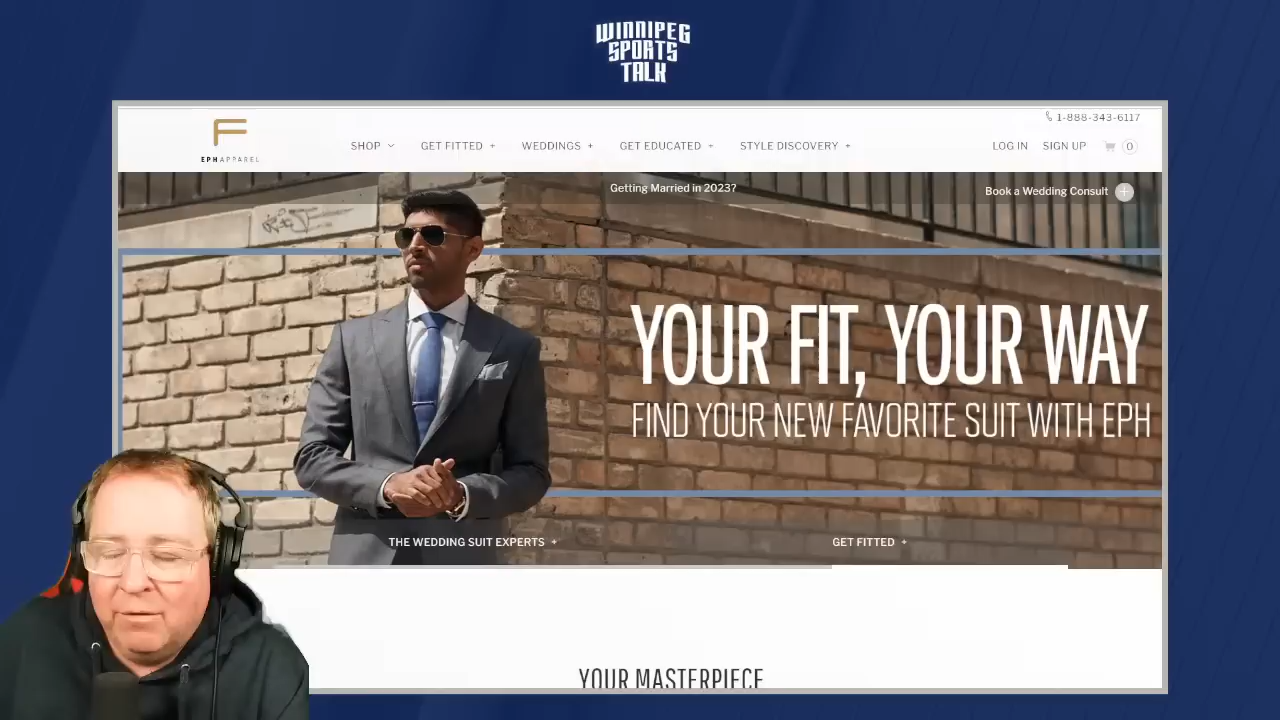 WINNIPEG
SPORTS
TALK
1-888-343-6117
EPH APPAREL
SHOP
GET FITTED +
WEDDINGS +
GET EDUCATED +
STYLE DISCOVERY +
LOG IN
SIGN UP
0
Getting Married in 2023?
Book a Wedding Consult +
YOUR FIT, YOUR WAY
FIND YOUR NEW FAVORITE SUIT WITH EPH
THE WEDDING SUIT EXPERTS +
GET FITTED +
YOUR MASTERPIECE